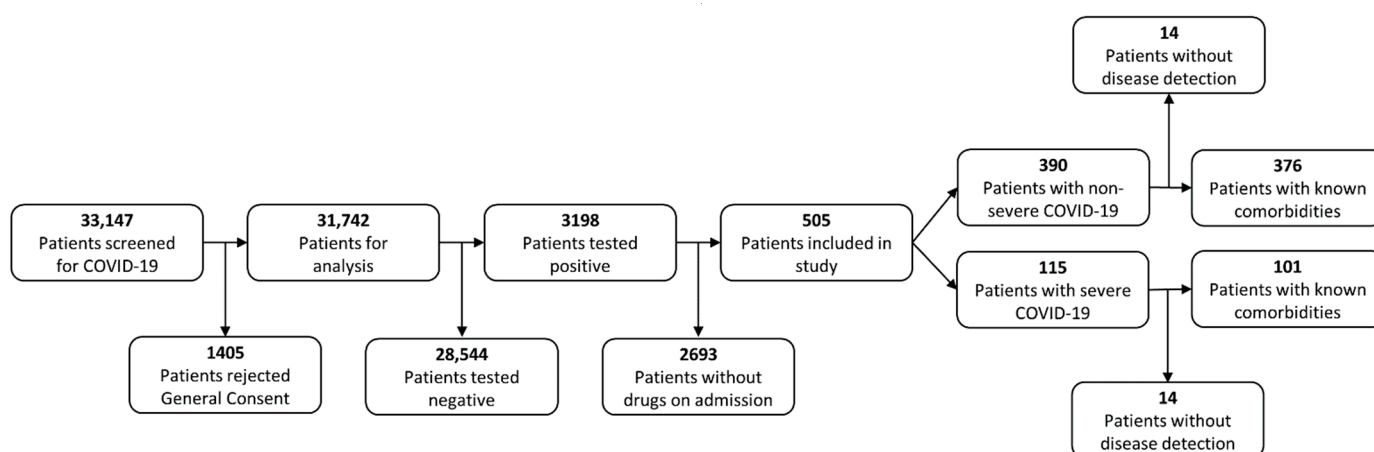 33,147
Patients screened
for COVID-19
1405
Patients rejected
General Consent
31,742
Patients for
analysis
28,544
Patients tested
negative
3198
Patients tested
positive
2693
Patients without
drugs on admission
505
Patients included in
study
390
Patients with non-
severe COVID-19
14
Patients without
disease detection
376
Patients with known
comorbidities
115
Patients with severe
COVID-19
101
Patients with known
comorbidities
14
Patients without
disease detection